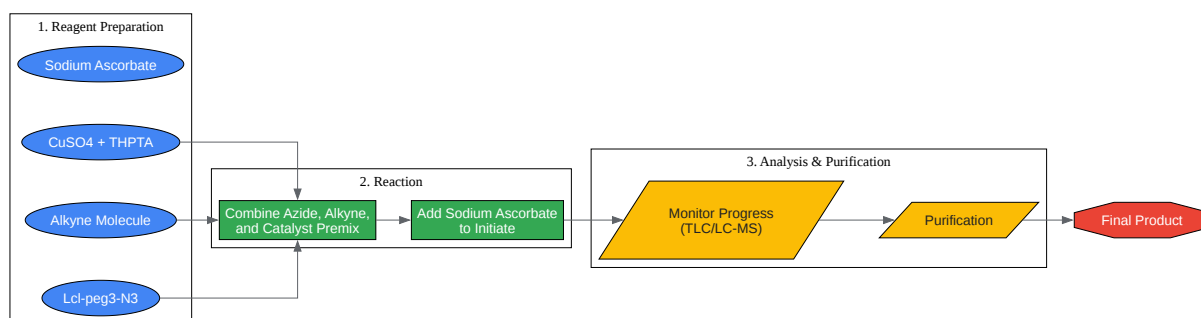 1. Reagent Preparation
Sodium Ascorbate
CuSO4 + THPTA
Alkyne Molecule
Lcl-peg3-N3
2. Reaction
Combine Azide, Alkyne,
and Catalyst Premix
Add Sodium Ascorbate
to Initiate
3. Analysis & Purification
Monitor Progress
(TLC/LC-MS)
Purification
Final Product